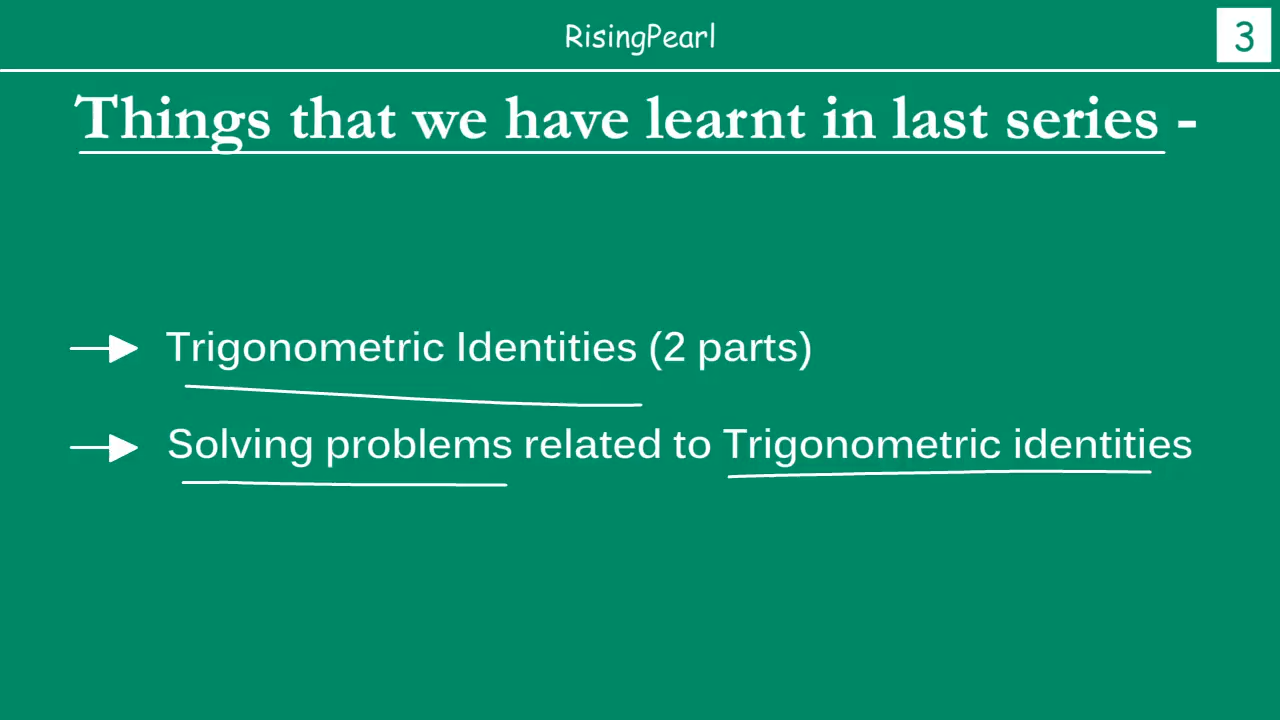 RisingPearl
3
Things that we have learnt in last series -
Trigonometric Identities (2 parts)
Solving problems related to Trigonometric identities